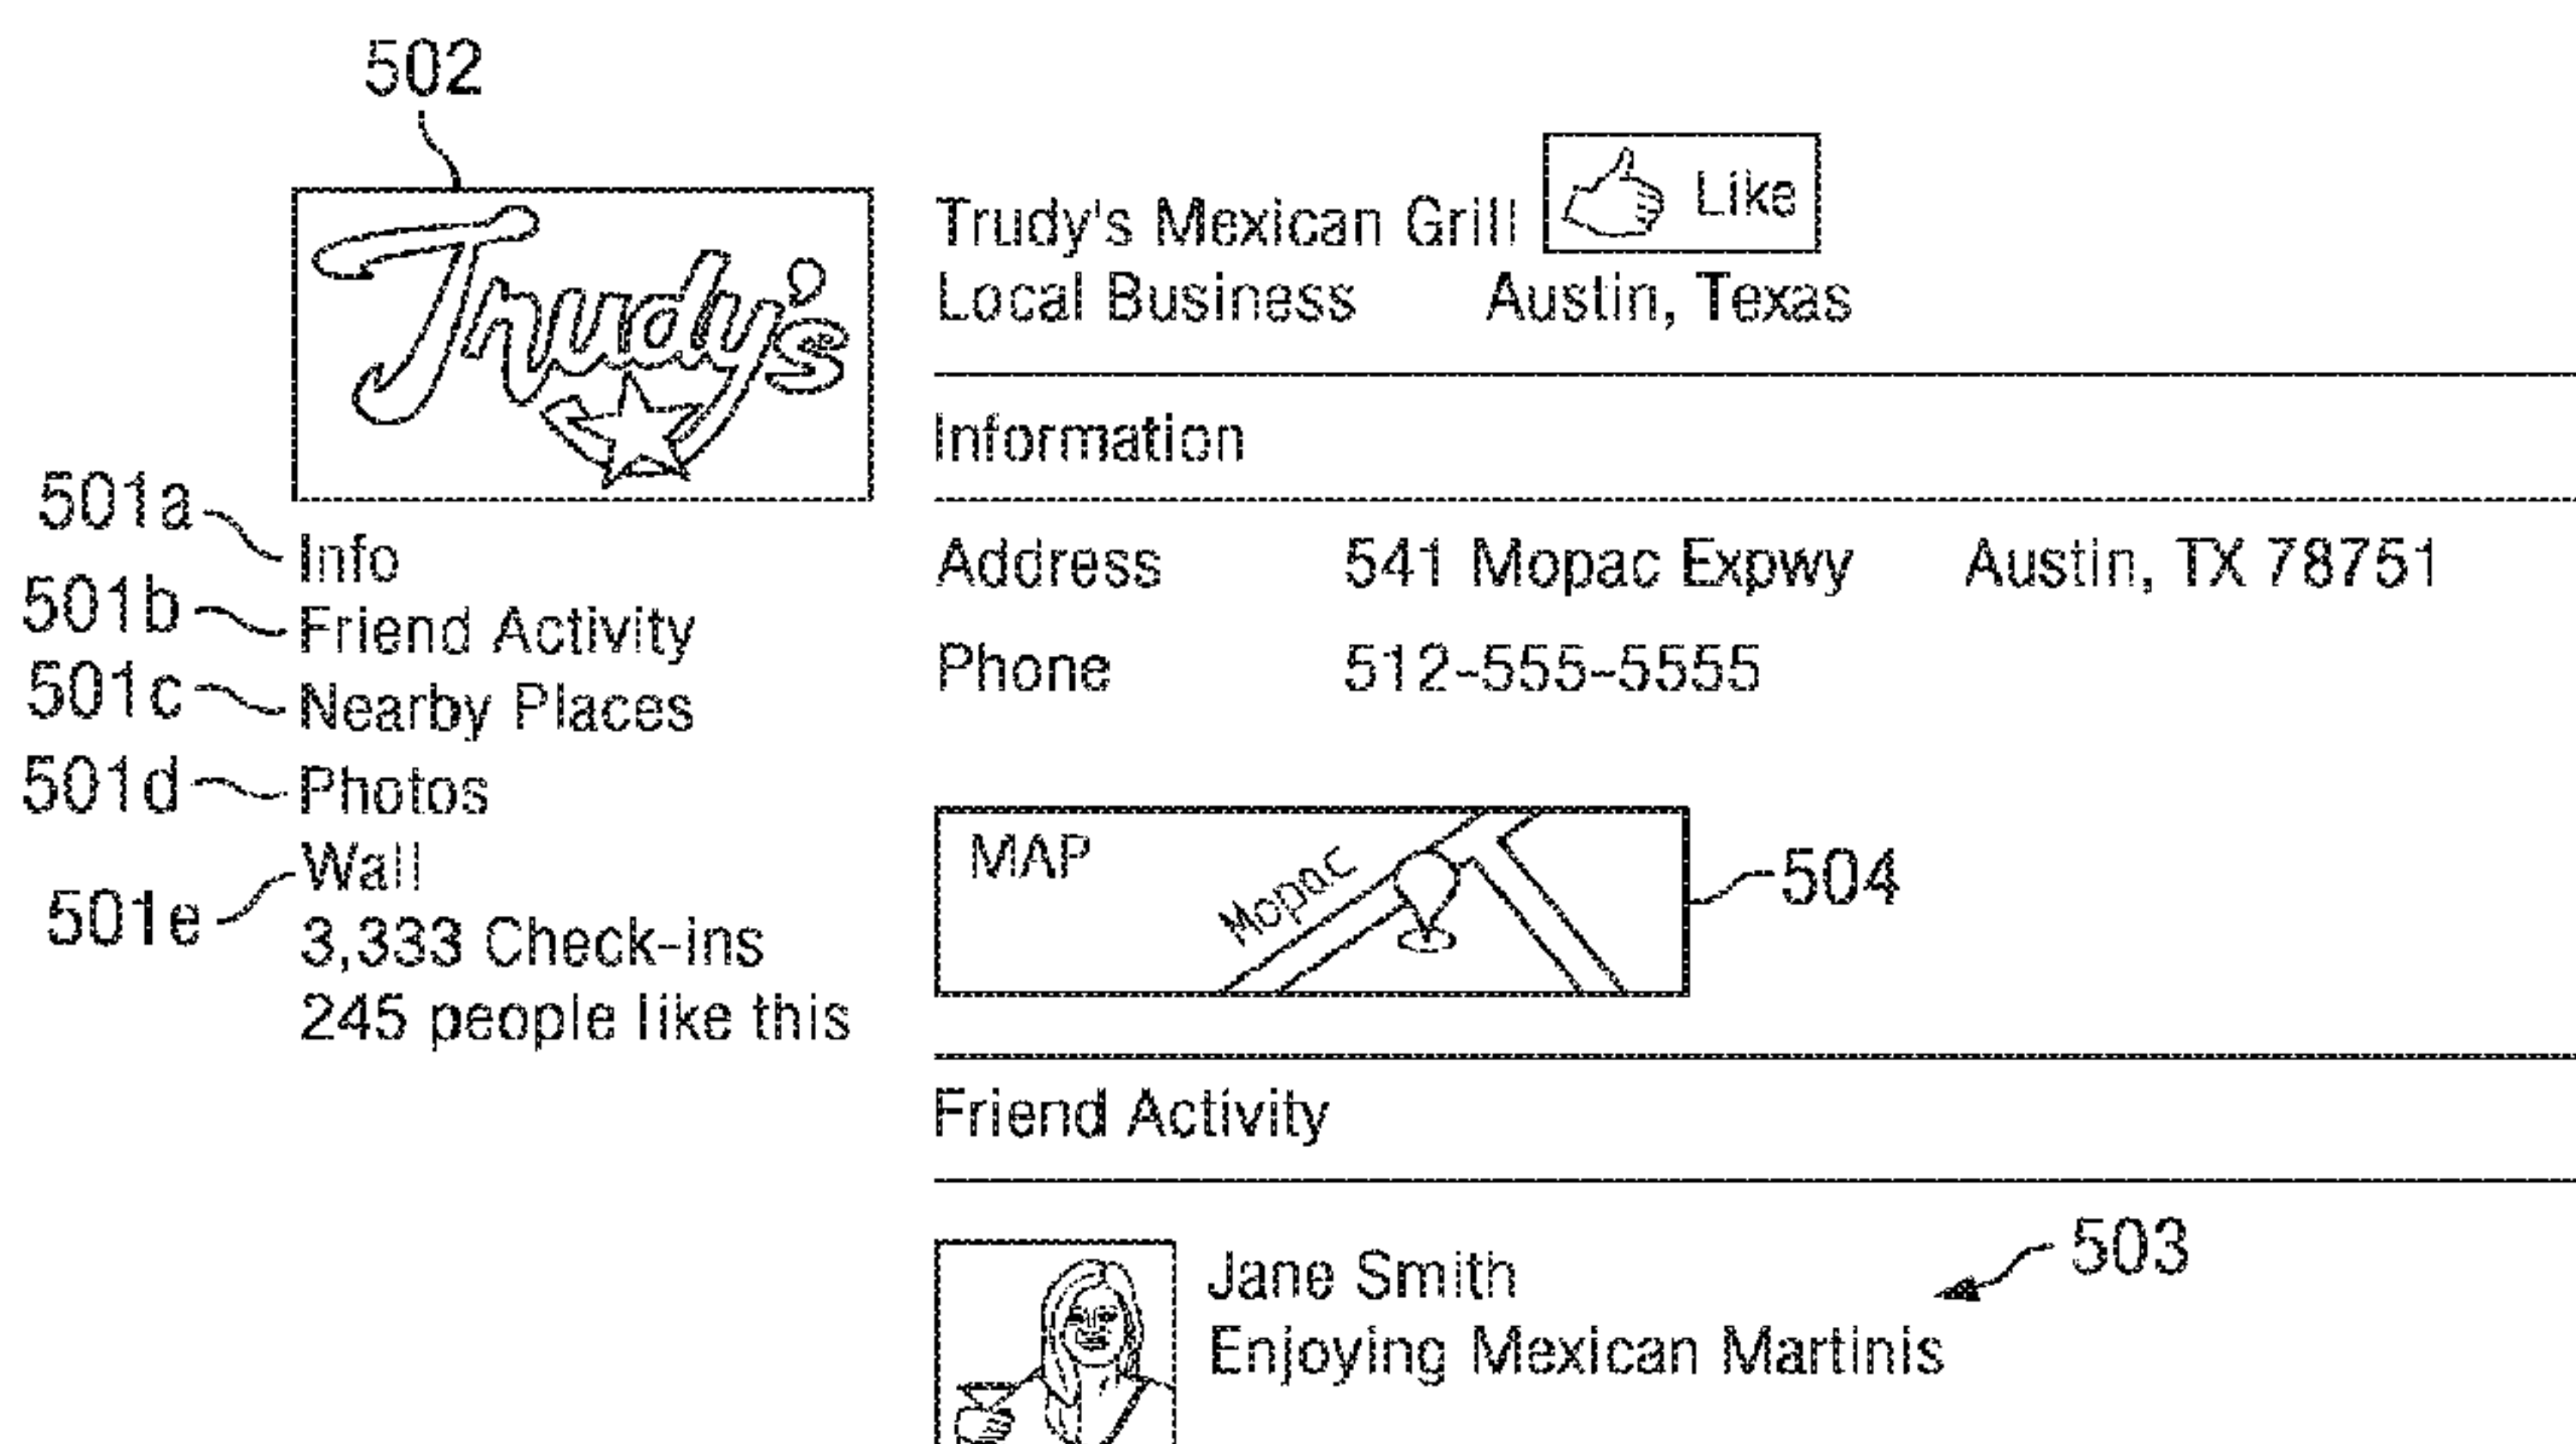 502
Trudy's
Trudy's Mexican Grill Like
Local Business Austin, Texas
Information
501a Info
501b Friend Activity
501c Nearby Places
501d Photos
501e Wall
3,333 Check-ins
245 people like this
Address 541 Mopac Expwy Austin, TX 78751
Phone 512-555-5555
MAP
Mopac
504
Friend Activity
Jane Smith
Enjoying Mexican Martinis
503